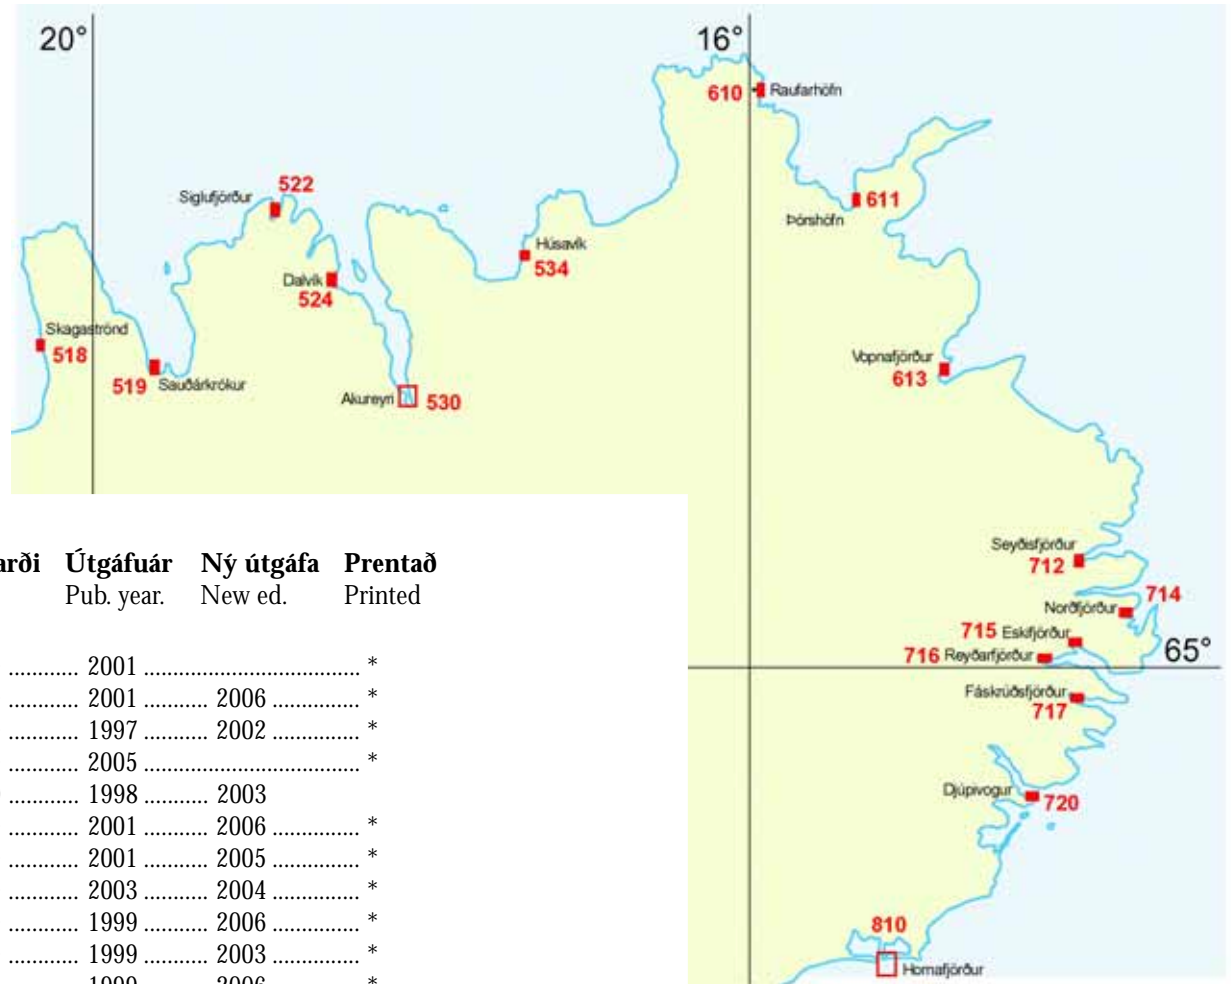 20°
16°
610 Raufarhöfn
522
Siglufjörður
611
Þórshöfn
Húsavík
534
Dalvík
524
Skagaströnd
518
Vopnafjörður
613
519 Sauðárkrókur
Akureyri 530
Seyðisfjörður
712
714
Norðfjörður
715 Eskifjörður
716 Reyðarfjörður
65°
Fáskrúðsfjörður
717
Djúpivogur
720
810
Hornafjörður
arði Útgáfuár Ný útgáfa Prentað
Pub. year. New ed. Printed
............ 2001 ..................................... *
............ 2001 ........... 2006 ............... *
............ 1997 ........... 2002 ............... *
............ 2005 ..................................... *
............ 1998 ........... 2003
............ 2001 ........... 2006 ............... *
............ 2001 ........... 2005 ............... *
............ 2003 ........... 2004 ............... *
............ 1999 ........... 2006 ............... *
............ 1999 ........... 2003 ............... *
............ 1999 ........... 2006 ............... *